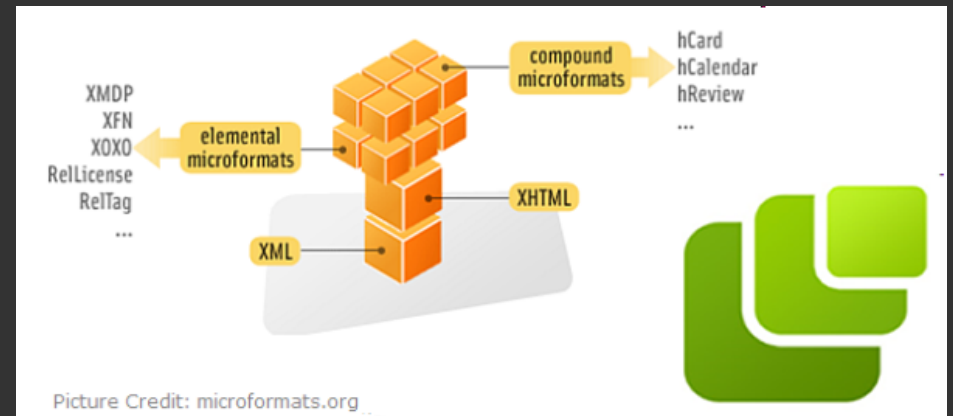 compound
microformats
hCard
hCalendar
hReview
...
XMDP
XFN
XOXO
RelLicense
RelTag
...
elemental
microformats
XHTML
XML
Picture Credit: microformats.org